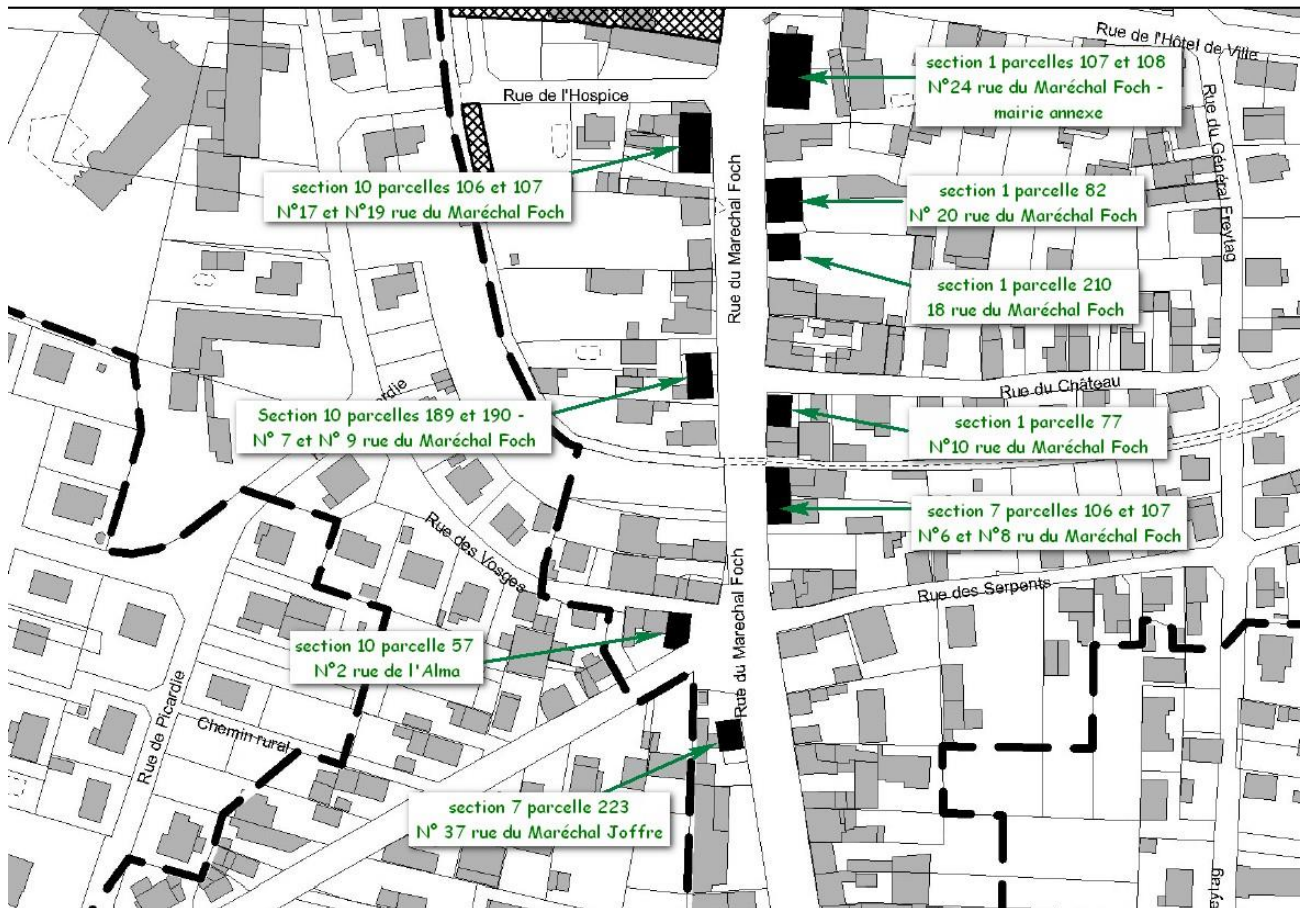 Rue de l'Hôtel de Ville
section 1 parcelles 107 et 108
N°24 rue du Maréchal Foch -
mairie annexe
Rue de l'Hospice
Rue du Général Freytag
section 10 parcelles 106 et 107
N°17 et N°19 rue du Maréchal Foch
Rue du Marechal Foch
section 1 parcelle 82
N° 20 rue du Maréchal Foch
section 1 parcelle 210
18 rue du Maréchal Foch
Rue du Château
ardie
Section 10 parcelles 189 et 190 -
N° 7 et N° 9 rue du Maréchal Foch
section 1 parcelle 77
N°10 rue du Maréchal Foch
section 7 parcelles 106 et 107
N°6 et N°8 ru du Maréchal Foch
Rue des Vosges
Rue du Marechal Foch
Rue des Serpents
section 10 parcelle 57
N°2 rue de l'Alma
Rue de Picardie
Chemin rural
section 7 parcelle 223
N° 37 rue du Maréchal Joffre
eytag